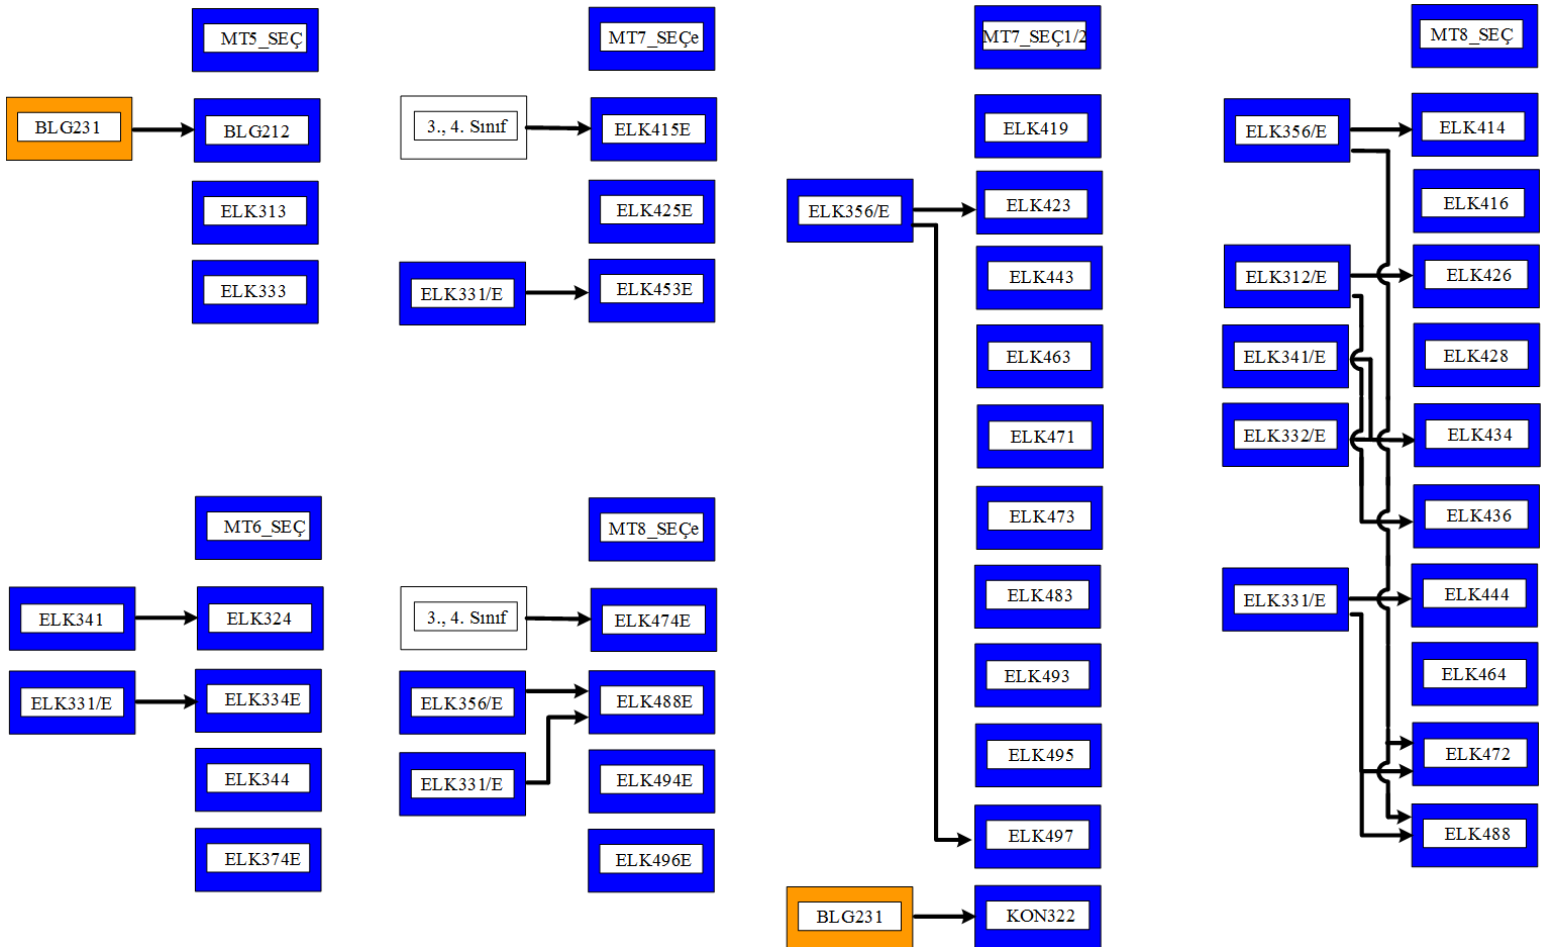 MT5_SEÇ
BLG231
BLG212
ELK313
ELK333
MT7_SEÇe
3., 4. Sınıf
ELK415E
ELK425E
ELK331/E
ELK453E
MT6_SEÇ
ELK341
ELK324
ELK331/E
ELK334E
ELK344
ELK374E
MT8_SEÇe
3., 4. Sınıf
ELK474E
ELK356/E
ELK488E
ELK331/E
ELK494E
ELK496E
MT7_SEÇ1/2
ELK419
ELK356/E
ELK423
ELK443
ELK463
ELK471
ELK473
ELK483
ELK493
ELK495
ELK497
BLG231
KON322
MT8_SEÇ
ELK356/E
ELK414
ELK416
ELK312/E
ELK426
ELK341/E
ELK428
ELK332/E
ELK434
ELK436
ELK331/E
ELK444
ELK464
ELK472
ELK488